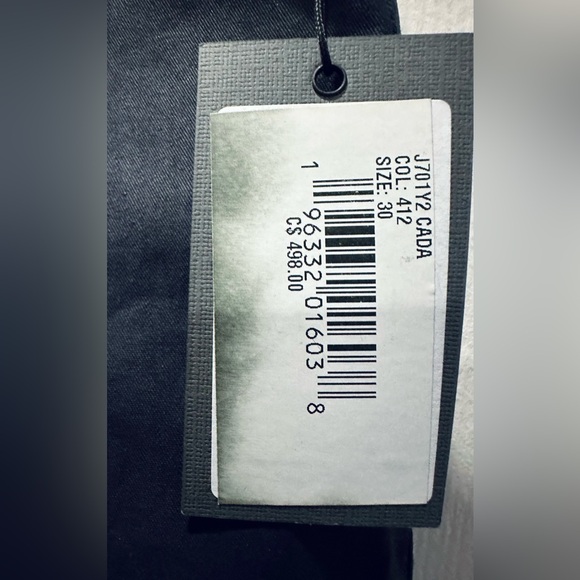 J701Y2 CADA
COL: 412
SIZE: 30
1 96332 01603 8
C$ 498.00